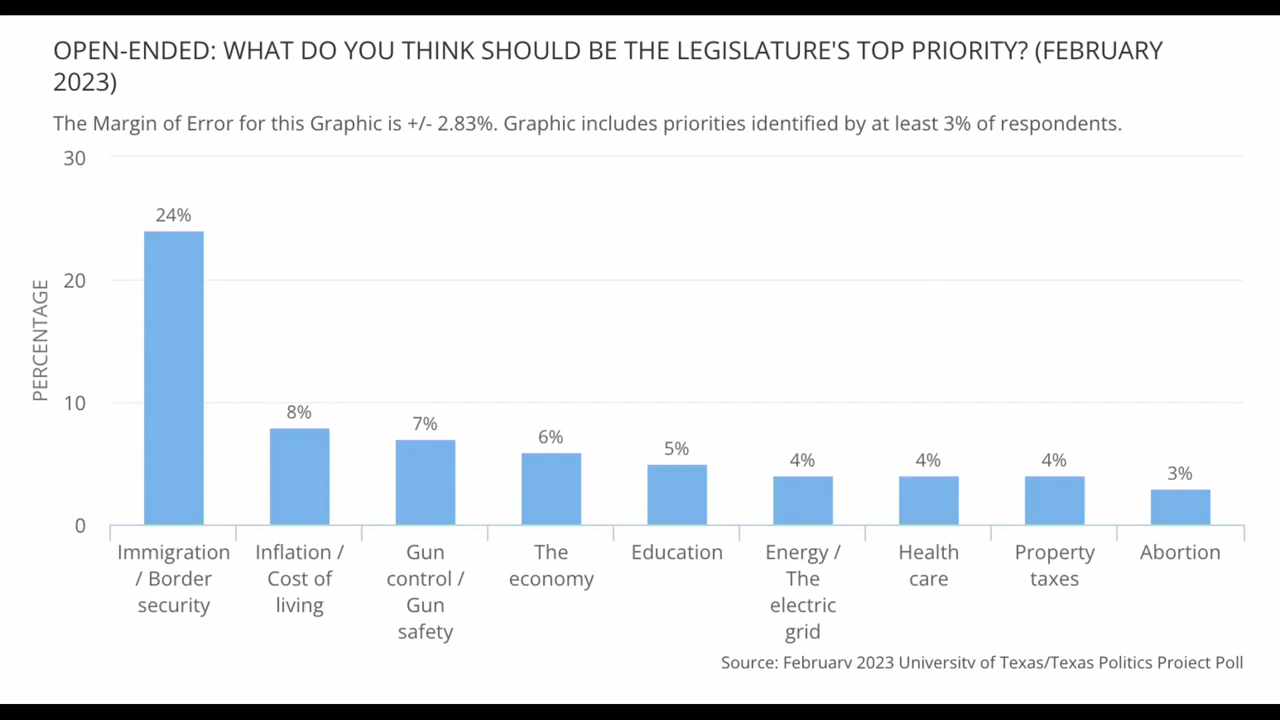 OPEN-ENDED: WHAT DO YOU THINK SHOULD BE THE LEGISLATURE'S TOP PRIORITY? (FEBRUARY
2023)
The Margin of Error for this Graphic is +/- 2.83%. Graphic includes priorities identified by at least 3% of respondents.
PERCENTAGE
30
20
10
0
24%
8%
7%
6%
5%
4%
4%
4%
3%
Immigration
/ Border
security
Inflation /
Cost of
living
Gun
control /
Gun
safety
The
economy
Education
Energy /
The
electric
grid
Health
care
Property
taxes
Abortion
Source: February 2023 University of Texas/Texas Politics Project Poll